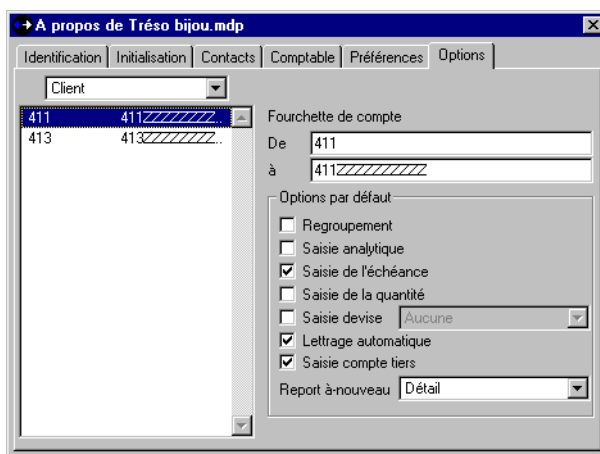 A propos de Tréso bijou.mdp
Identification Initialisation Contacts Comptable Préférences Options
Client
411 411ZZZZZZZZZ..
413 413ZZZZZZZZZ..
Fourchette de compte
De 411
à 411ZZZZZZZZZZ
Options par défaut
Regroupement
Saisie analytique
Saisie de l'échéance
Saisie de la quantité
Saisie devise Aucune
Lettrage automatique
Saisie compte tiers
Report à-nouveau Détail